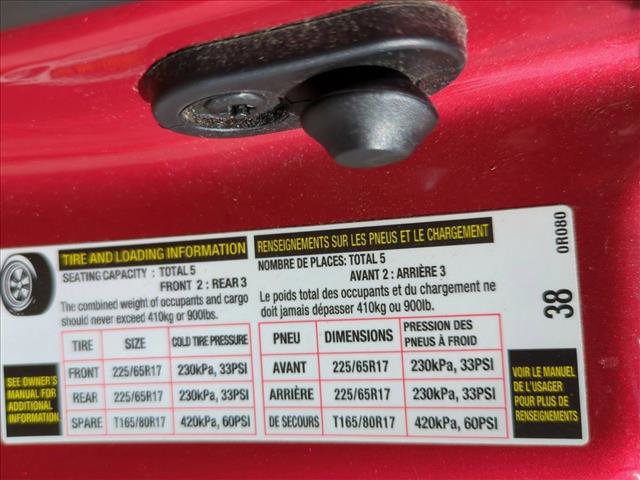 TIRE AND LOADING INFORMATION
SEATING CAPACITY : TOTAL 5
FRONT 2 : REAR 3
The combined weight of occupants and cargo
should never exceed 410kg or 900lbs.
TIRE SIZE COLD TIRE PRESSURE
FRONT 225/65R17 230kPa, 33PSI
REAR 225/65R17 230kPa, 33PSI
SPARE T165/80R17 420kPa, 60PSI
SEE OWNER'S
MANUAL FOR
ADDITIONAL
INFORMATION
RENSEIGNEMENTS SUR LES PNEUS ET LE CHARGEMENT
NOMBRE DE PLACES: TOTAL 5
AVANT 2 : ARRIÈRE 3
Le poids total des occupants et du chargement ne
doit jamais dépasser 410kg ou 900lb.
PNEU DIMENSIONS PRESSION DES
PNEUS À FROID
AVANT 225/65R17 230kPa, 33PSI
ARRIÈRE 225/65R17 230kPa, 33PSI
DE SECOURS T165/80R17 420kPa, 60PSI
VOIR LE MANUEL
DE L'USAGER
POUR PLUS DE
RENSEIGNEMENTS
38
0R080